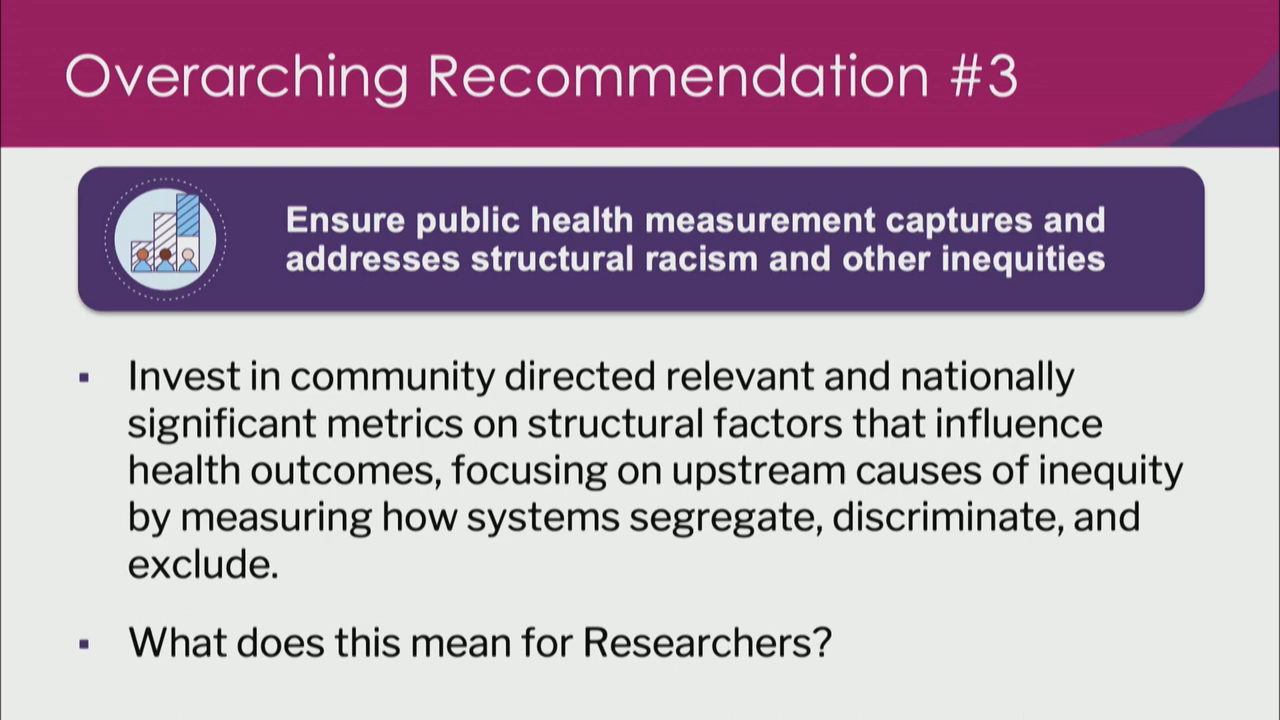 Overarching Recommendation #3
Ensure public health measurement captures and
addresses structural racism and other inequities
▪ Invest in community directed relevant and nationally
significant metrics on structural factors that influence
health outcomes, focusing on upstream causes of inequity
by measuring how systems segregate, discriminate, and
exclude.
▪ What does this mean for Researchers?